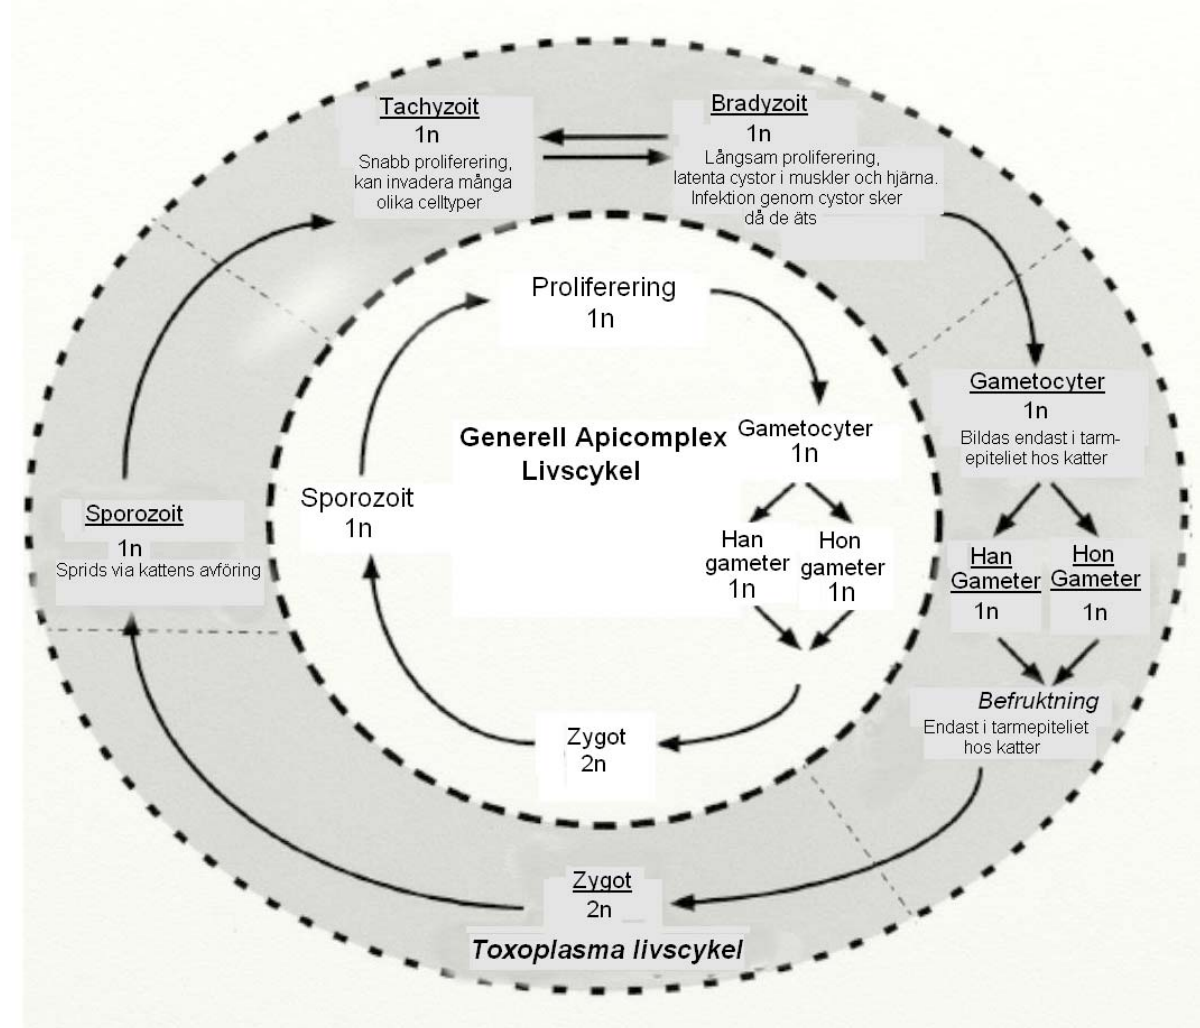 Tachyzoit
1n
Snabb proliferering,
kan invadera många
olika celltyper
Bradyzoit
1n
Långsam proliferering,
latenta cystor i muskler och hjärna.
Infektion genom cystor sker
då de äts
Proliferering
1n
Generell Apicomplex
Livscykel
Gametocyter
1n
Han
gameter
1n
Hon
gameter
1n
Sporozoit
1n
Zygot
2n
Gametocyter
1n
Bildas endast i tarm-
epiteliet hos katter
Han
Gameter
1n
Hon
Gameter
1n
Befruktning
Endast i tarmepiteliet
hos katter
Sporozoit
1n
Sprids via kattens avföring
Zygot
2n
Toxoplasma livscykel